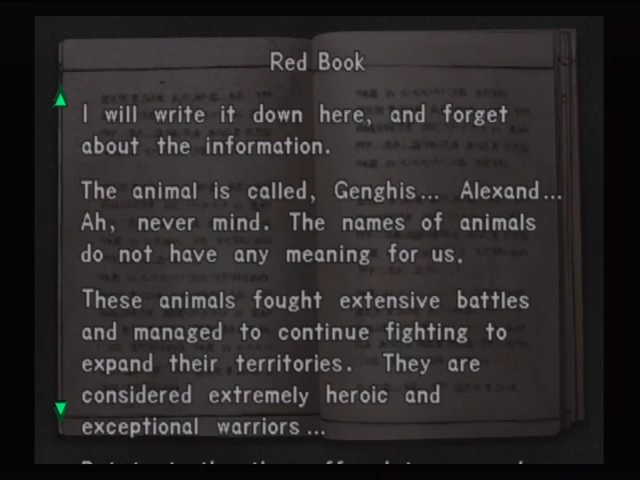 Red Book
I will write it down here, and forget
about the information.
The animal is called, Genghis... Alexand...
Ah, never mind. The names of animals
do not have any meaning for us.
These animals fought extensive battles
and managed to continue fighting to
expand their territories. They are
considered extremely heroic and
exceptional warriors...